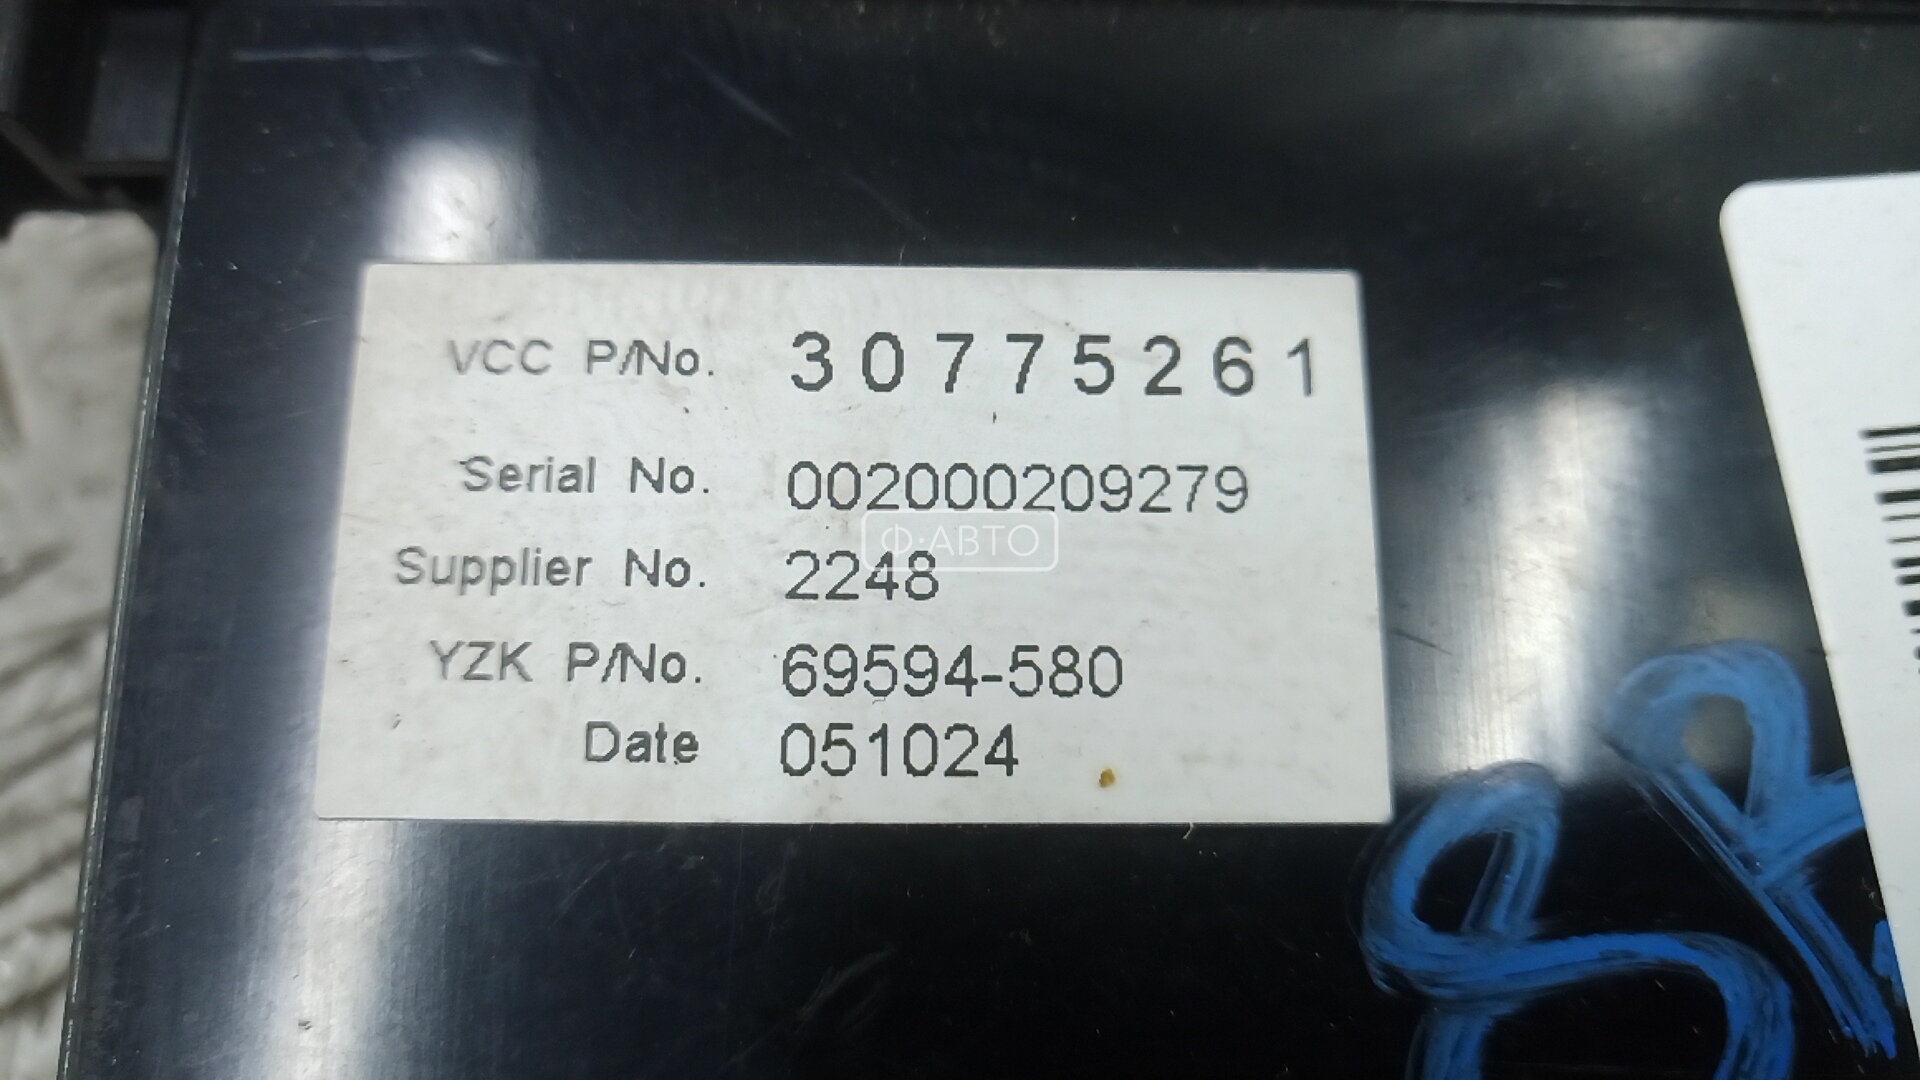 VCC P/No. 30775261
Serial No. 002000209279
Ф·АВТО
Supplier No. 2248
YZK P/No. 69594-580
Date 051024